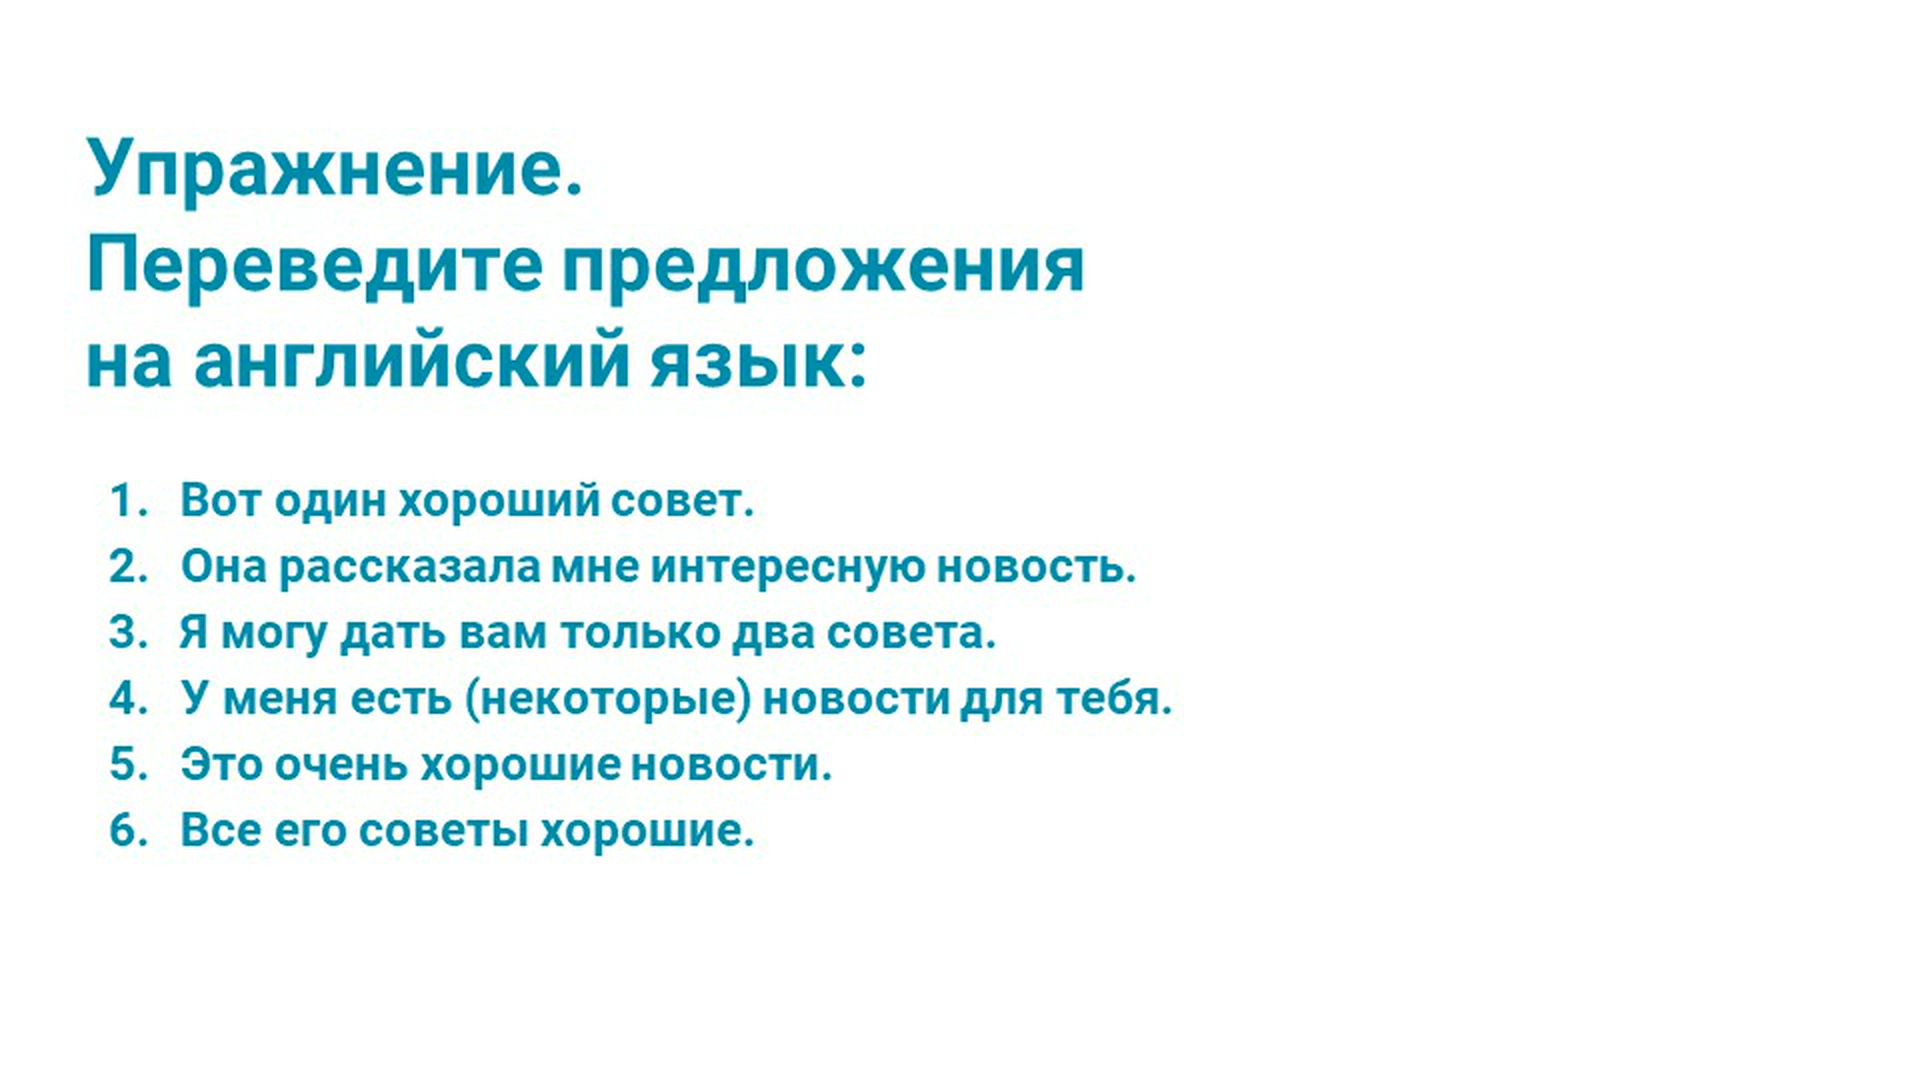 Упражнение.
Переведите предложения
на английский язык:
1. Вот один хороший совет.
2. Она рассказала мне интересную новость.
3. Я могу дать вам только два совета.
4. У меня есть (некоторые) новости для тебя.
5. Это очень хорошие новости.
6. Все его советы хорошие.